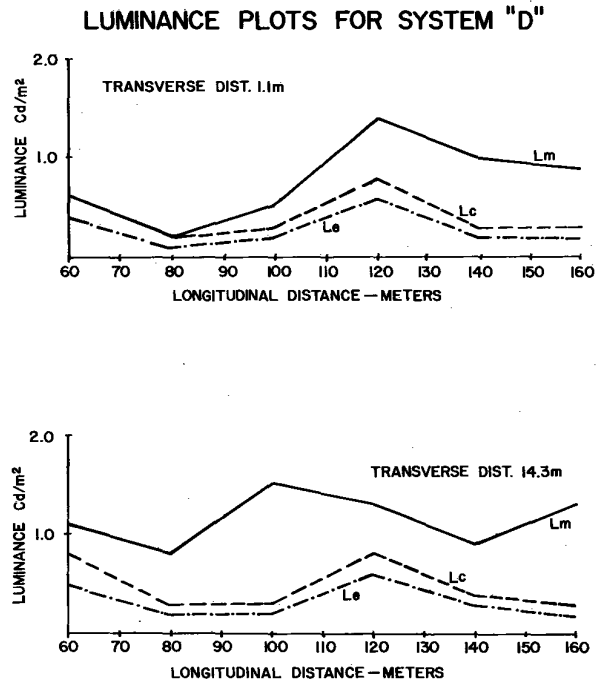 LUMINANCE PLOTS FOR SYSTEM "D"
2.0
TRANSVERSE DIST. 1.1m
LUMINANCE Cd/m²
1.0
Lm
Lc
Le
60 70 80 90 100 110 120 130 140 150 160
LONGITUDINAL DISTANCE — METERS
2.0
TRANSVERSE DIST. 14.3m
LUMINANCE Cd/m²
1.0
Lm
Lc
Le
60 70 80 90 100 110 120 130 140 150 160
LONGITUDINAL DISTANCE — METERS